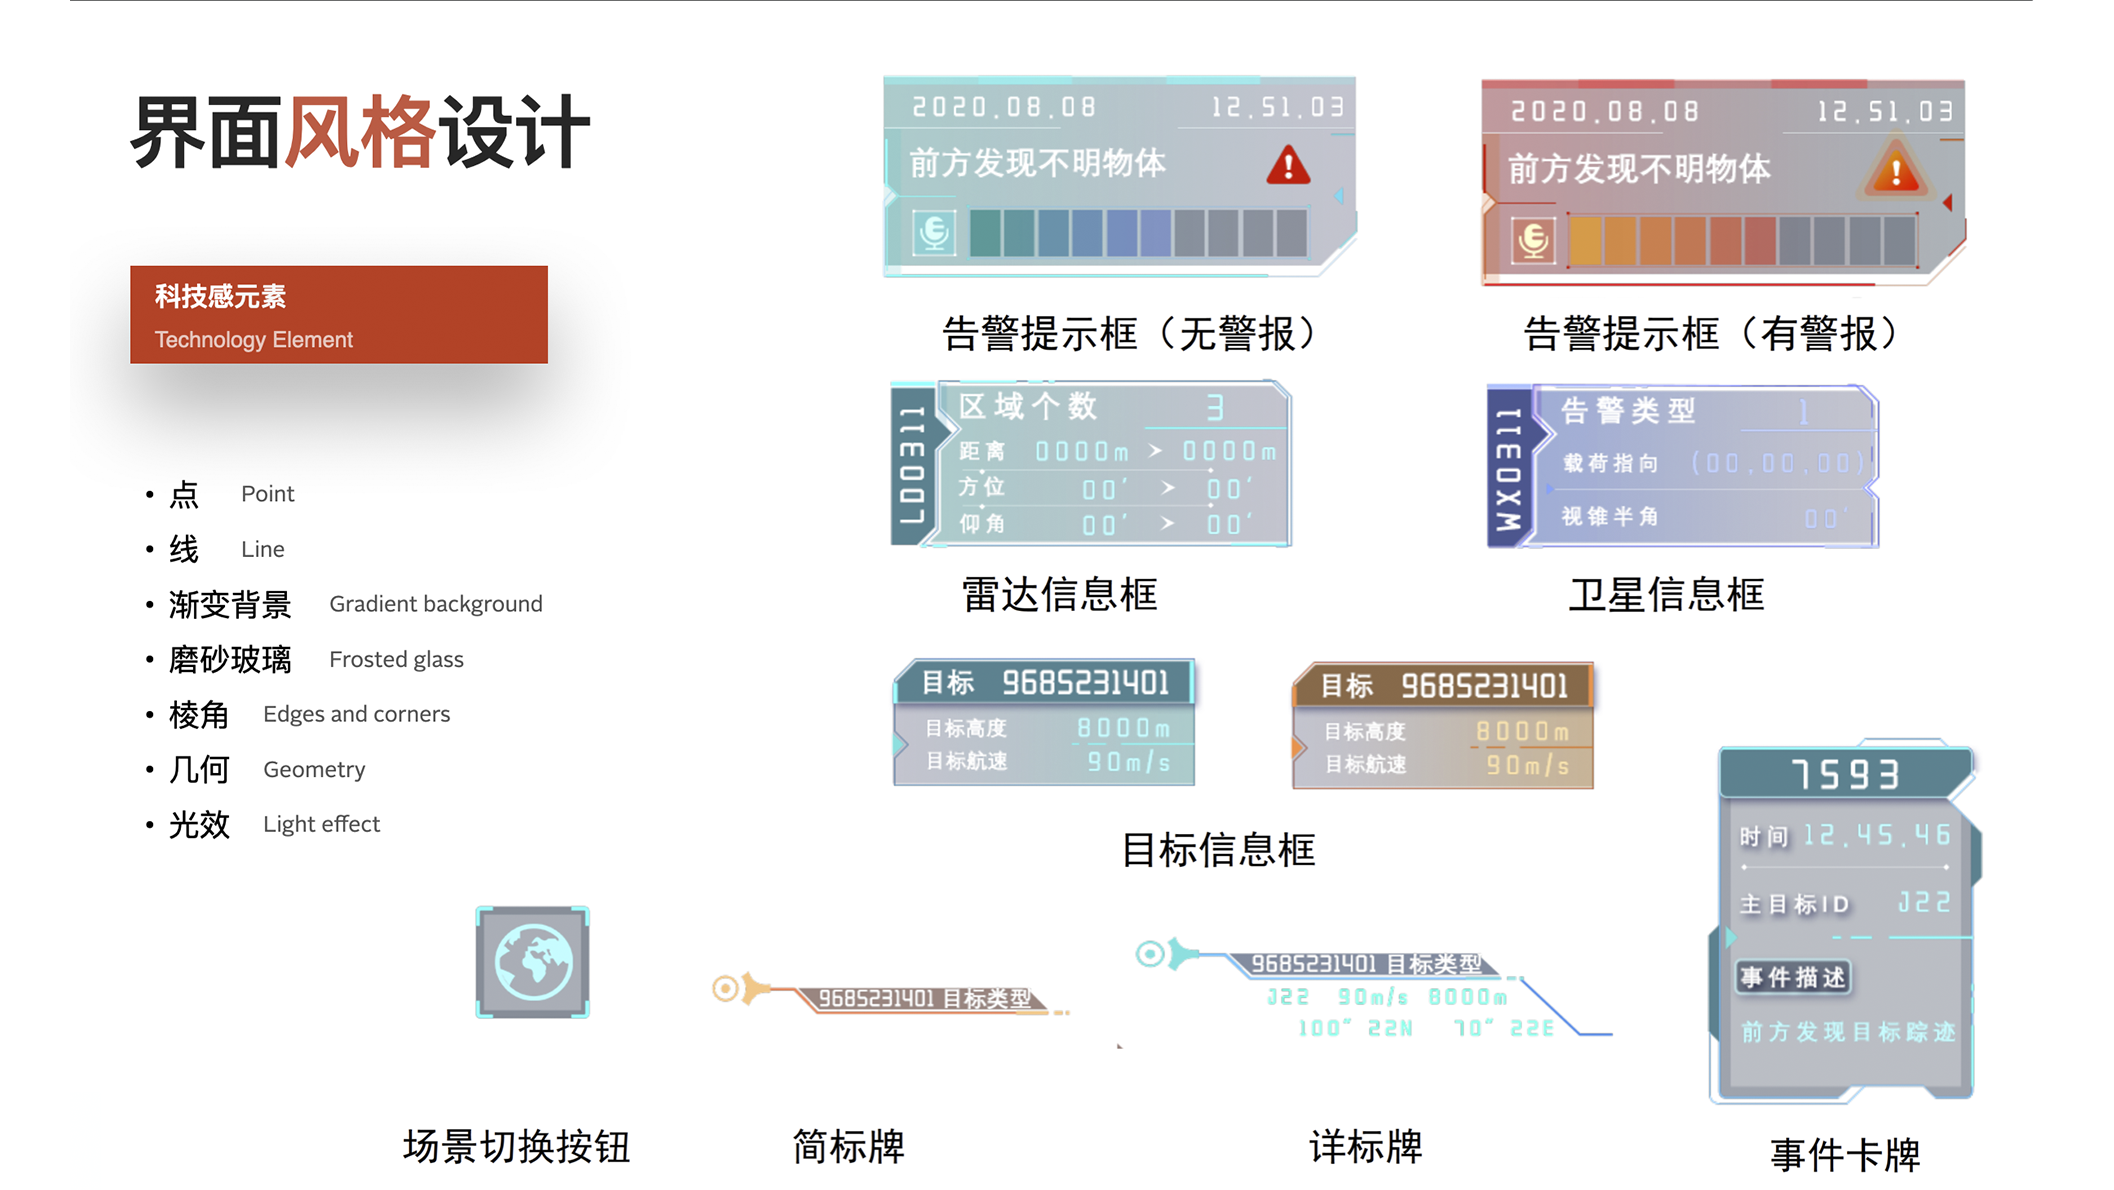 界面风格设计
科技感元素
Technology Element
• 点 Point
• 线 Line
• 渐变背景 Gradient background
• 磨砂玻璃 Frosted glass
• 棱角 Edges and corners
• 几何 Geometry
• 光效 Light effect
2020.08.08 12.51.03
前方发现不明物体
告警提示框（无警报）
2020.08.08 12.51.03
前方发现不明物体
告警提示框（有警报）
LD0311
区域个数 3
距离 0000m > 0000m
方位 00′ > 00′
仰角 00′ > 00′
雷达信息框
WX0311
告警类型 1
载荷指向 (00,00,00)
视锥半角 00′
卫星信息框
目标 9685231401
目标高度 8000m
目标航速 90m/s
目标 9685231401
目标高度 8000m
目标航速 90m/s
目标信息框
7593
时间 12.45.46
主目标ID J22
事件描述
前方发现目标踪迹
事件卡牌
场景切换按钮
9685231401 目标类型
简标牌
9685231401 目标类型
J22 90m/s 8000m
100″ 22N 70″ 22E
详标牌